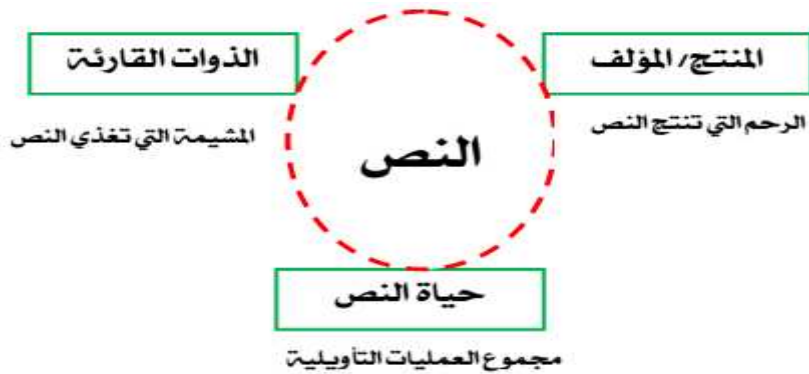 المنتج/ المؤلف
الرحم التي تنتج النص
الذوات القارئة
المشيمة التي تغذي النص
النص
حياة النص
مجموع العمليات التأويلية